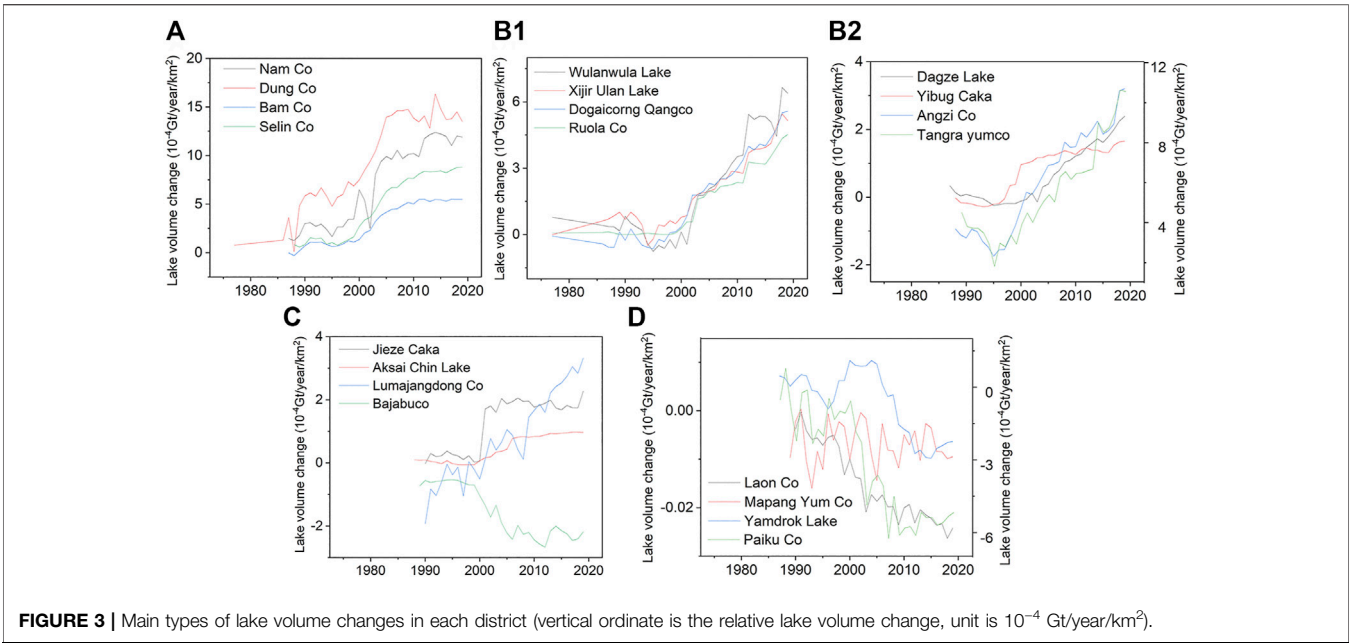 A
B1
B2
Lake volume change (10⁻⁴Gt/year/km²)
20
15
10
5
0
Nam Co
Dung Co
Bam Co
Selin Co
1980
1990
2000
2010
2020
Lake volume change (10⁻⁴Gt/year/km²)
6
3
0
Wulanwula Lake
Xijir Ulan Lake
Dogaicorng Qangco
Ruola Co
1980
1990
2000
2010
2020
Lake volume change (10⁻⁴Gt/year/km²)
4
2
0
-2
Dagze Lake
Yibug Caka
Angzi Co
Tangra yumco
1980
1990
2000
2010
2020
12
8
4
Lake volume change (10⁻⁴Gt/year/km²)
C
D
Lake volume change (10⁻⁴Gt/year/km²)
4
2
0
-2
Jieze Caka
Aksai Chin Lake
Lumajangdong Co
Bajabuco
1980
1990
2000
2010
2020
Lake volume change (10⁻⁴Gt/year/km²)
0.00
-0.02
Laon Co
Mapang Yum Co
Yamdrok Lake
Paiku Co
1980
1990
2000
2010
2020
0
-3
-6
Lake volume change (10⁻⁴Gt/year/km²)
FIGURE 3 | Main types of lake volume changes in each district (vertical ordinate is the relative lake volume change, unit is 10⁻⁴ Gt/year/km²).